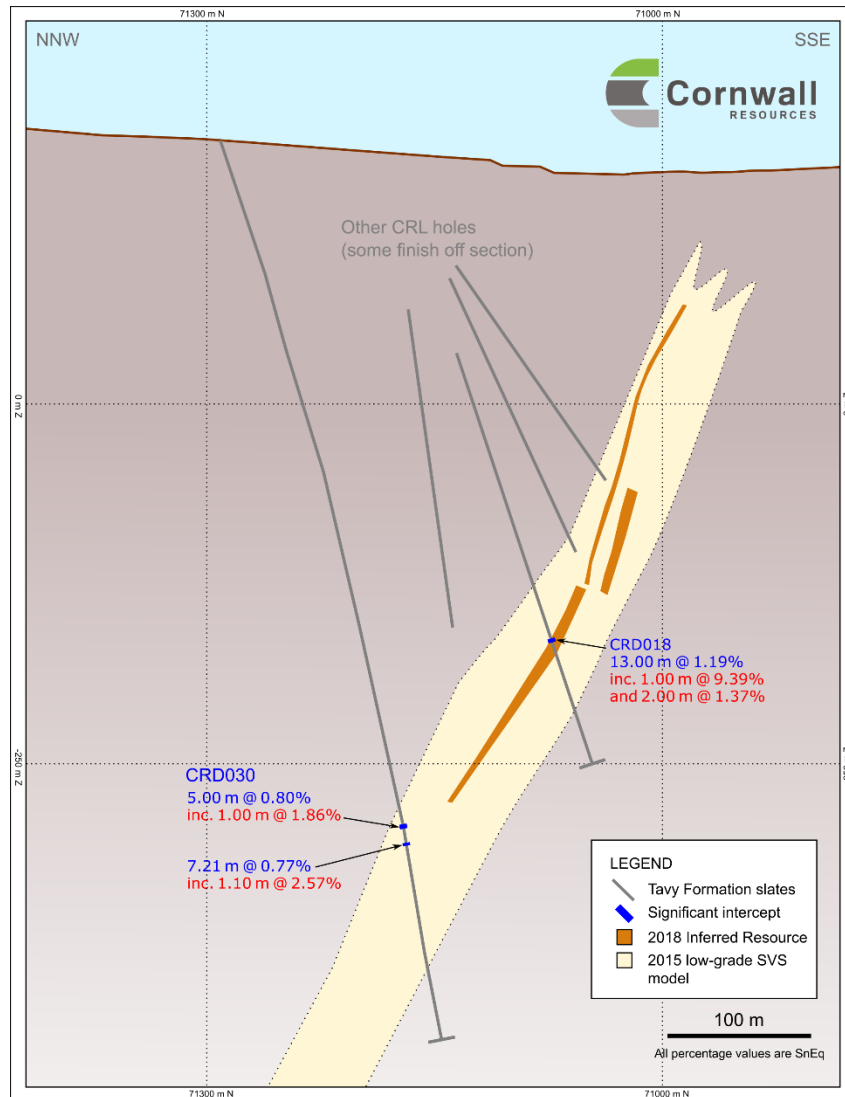 71300 m N
71000 m N
NNW
SSE
Cornwall
RESOURCES
Other CRL holes
(some finish off section)
0 m Z
CRD018
13.00 m @ 1.19%
inc. 1.00 m @ 9.39%
and 2.00 m @ 1.37%
-250 m Z
CRD030
5.00 m @ 0.80%
inc. 1.00 m @ 1.86%
7.21 m @ 0.77%
inc. 1.10 m @ 2.57%
LEGEND
Tavy Formation slates
Significant intercept
2018 Inferred Resource
2015 low-grade SVS
model
100 m
All percentage values are SnEq
71300 m N
71000 m N